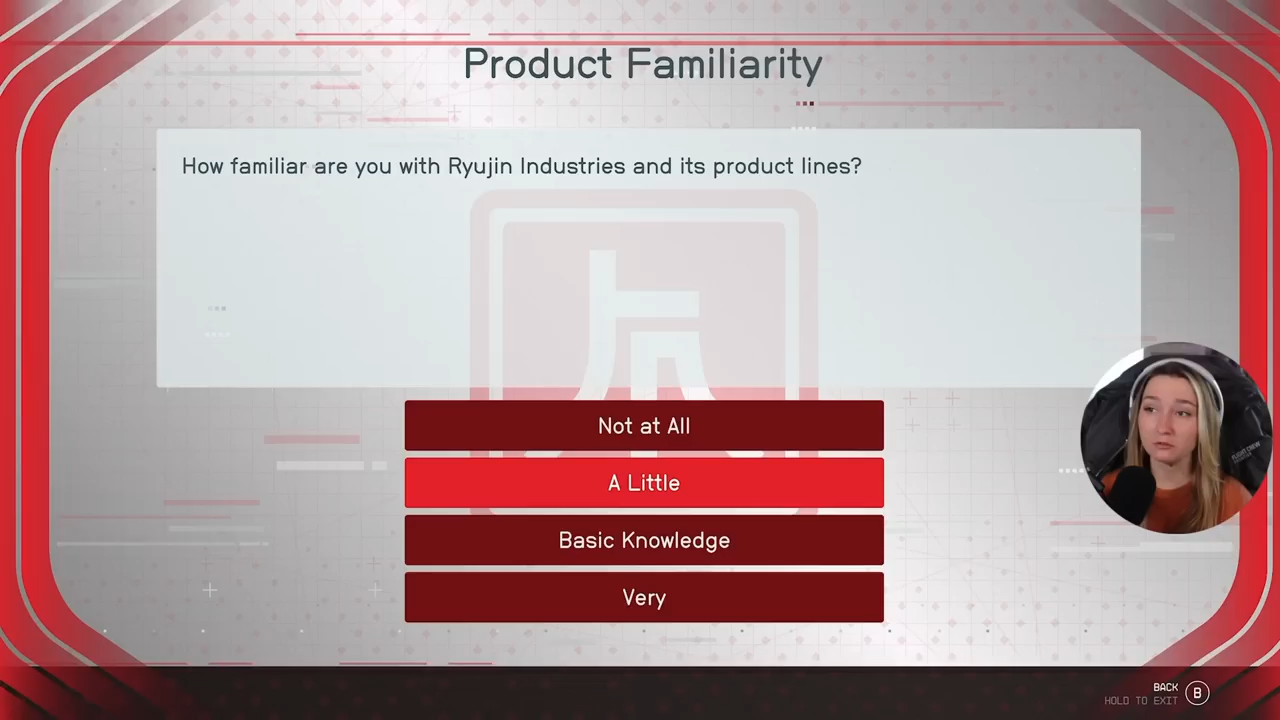 Product Familiarity
How familiar are you with Ryujin Industries and its product lines?
Not at All
A Little
Basic Knowledge
Very
BACK
HOLD TO EXIT
B